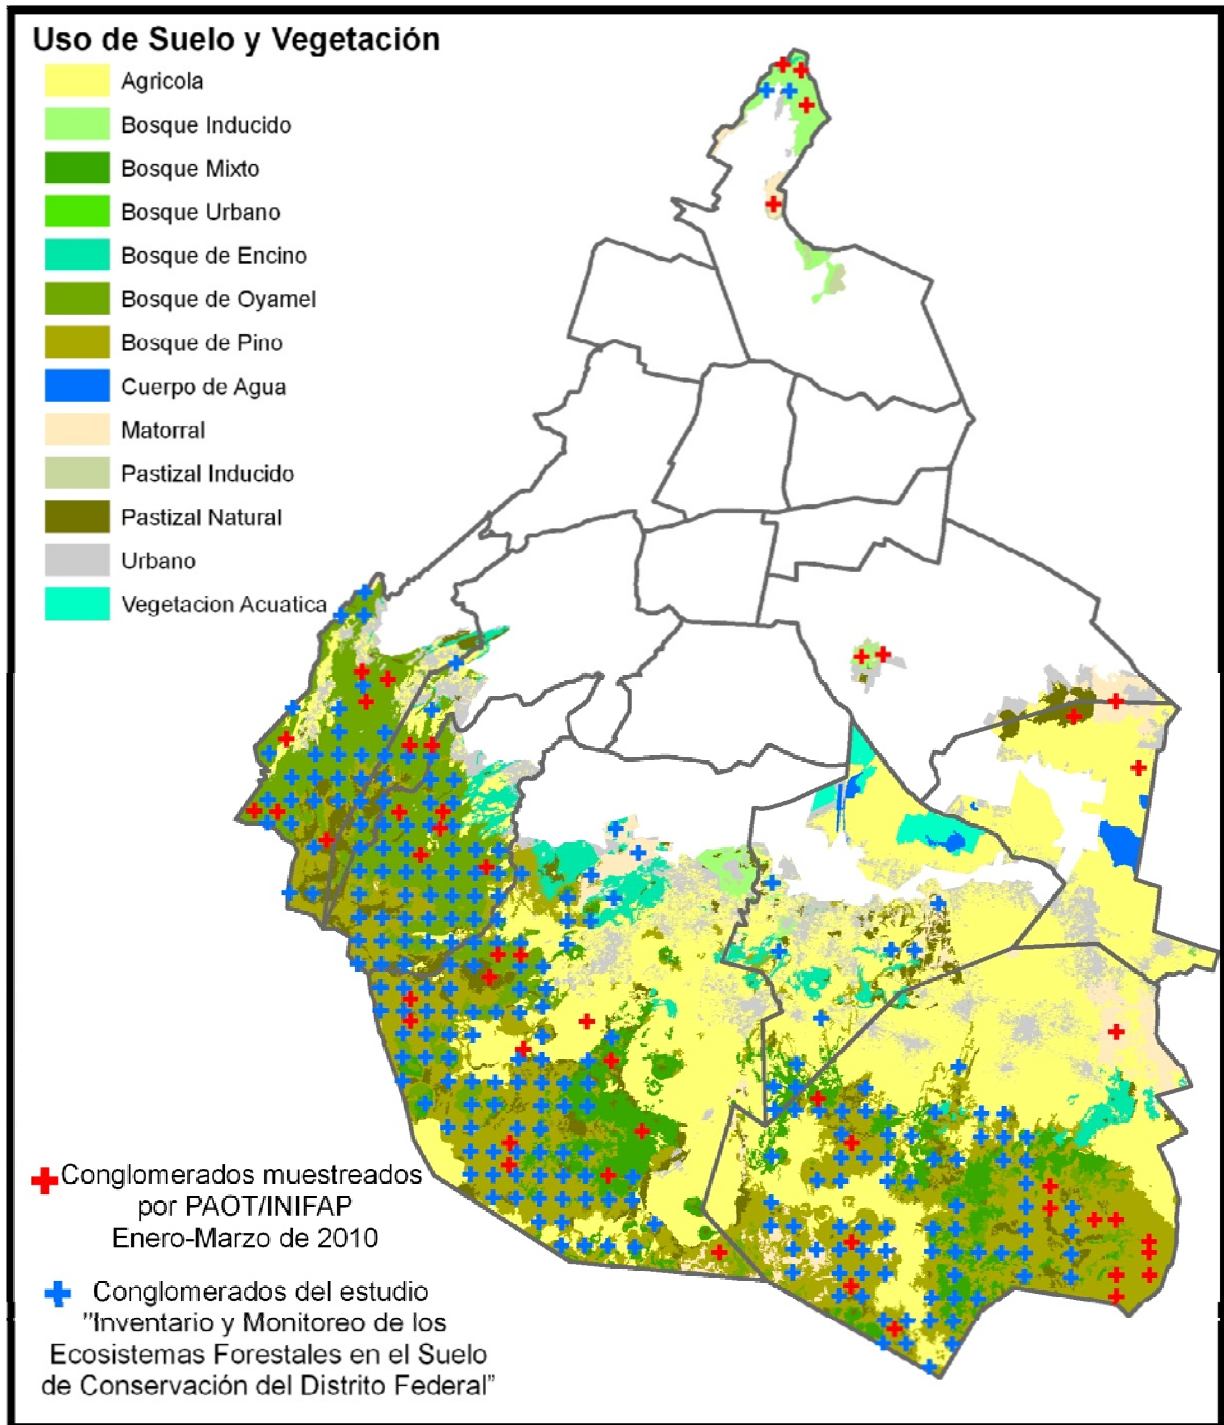 Uso de Suelo y Vegetación
Agricola
Bosque Inducido
Bosque Mixto
Bosque Urbano
Bosque de Encino
Bosque de Oyamel
Bosque de Pino
Cuerpo de Agua
Matorral
Pastizal Inducido
Pastizal Natural
Urbano
Vegetacion Acuatica
Conglomerados muestreados
por PAOT/INIFAP
Enero-Marzo de 2010
Conglomerados del estudio
"Inventario y Monitoreo de los
Ecosistemas Forestales en el Suelo
de Conservación del Distrito Federal"